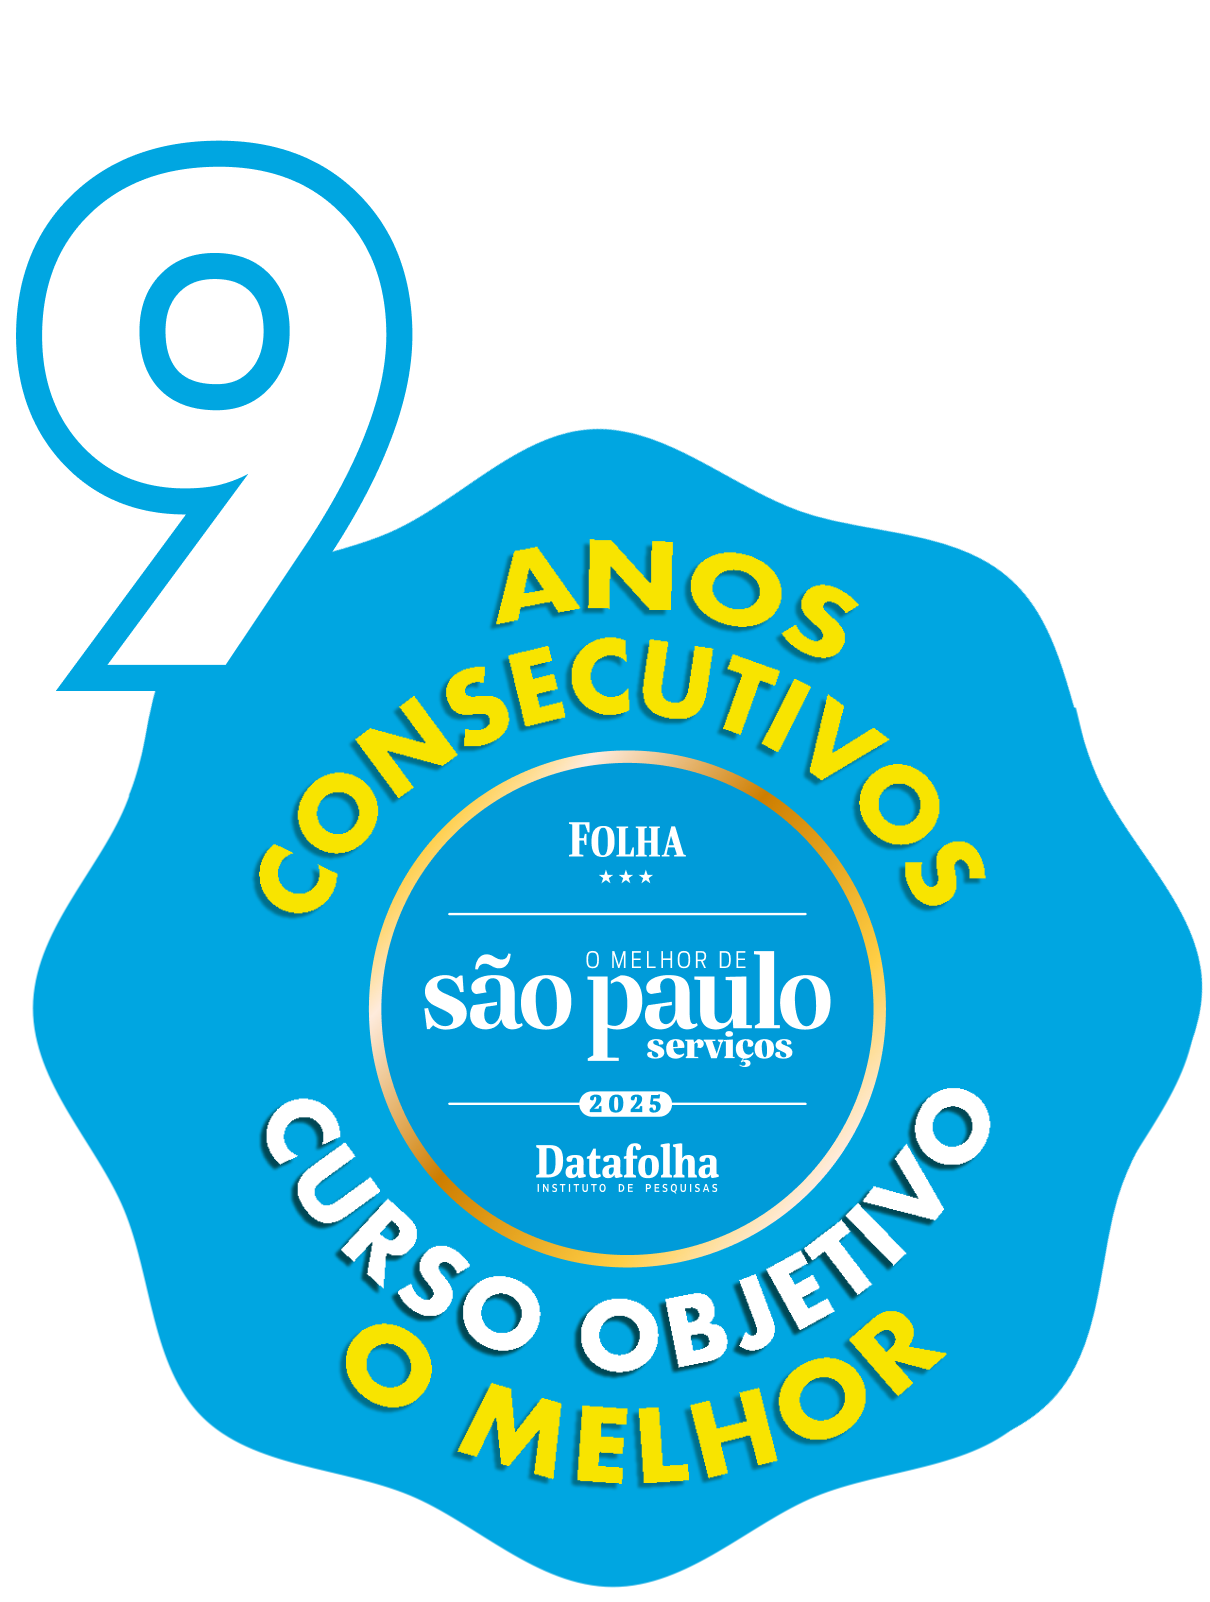 9
ANOS
CONSECUTIVOS
FOLHA
★★★
O MELHOR DE
são paulo
serviços
2025
Datafolha
INSTITUTO DE PESQUISAS
CURSO OBJETIVO
O MELHOR